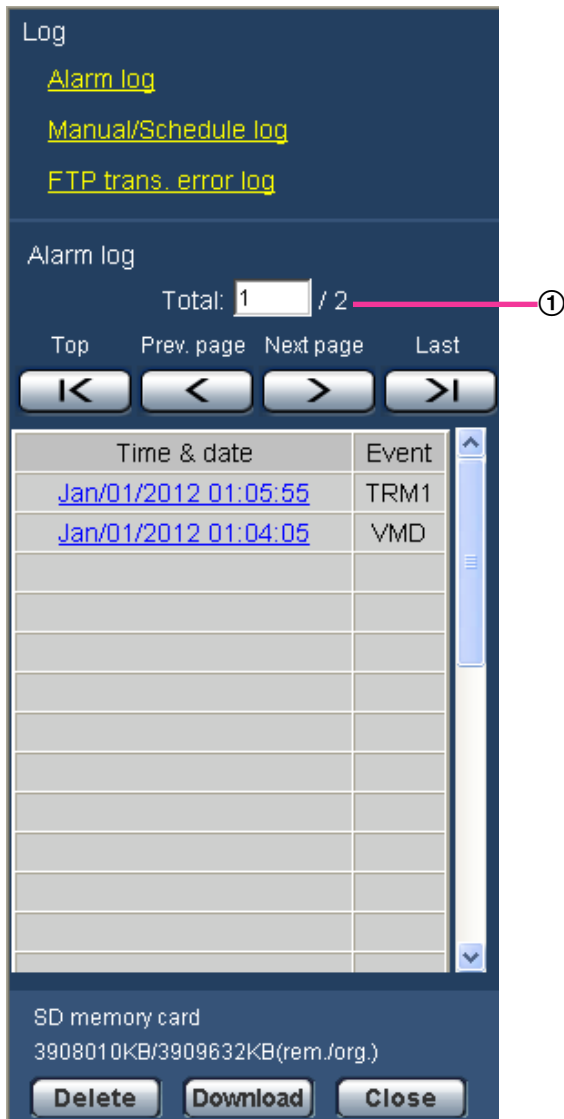 Log
Alarm log
Manual/Schedule log
FTP trans. error log
Alarm log
Total: 1 / 2
①
Top Prev. page Next page Last
Time & date Event
Jan/01/2012 01:05:55 TRM1
Jan/01/2012 01:04:05 VMD
SD memory card
3908010KB/3909632KB(rem./org.)
Delete Download Close